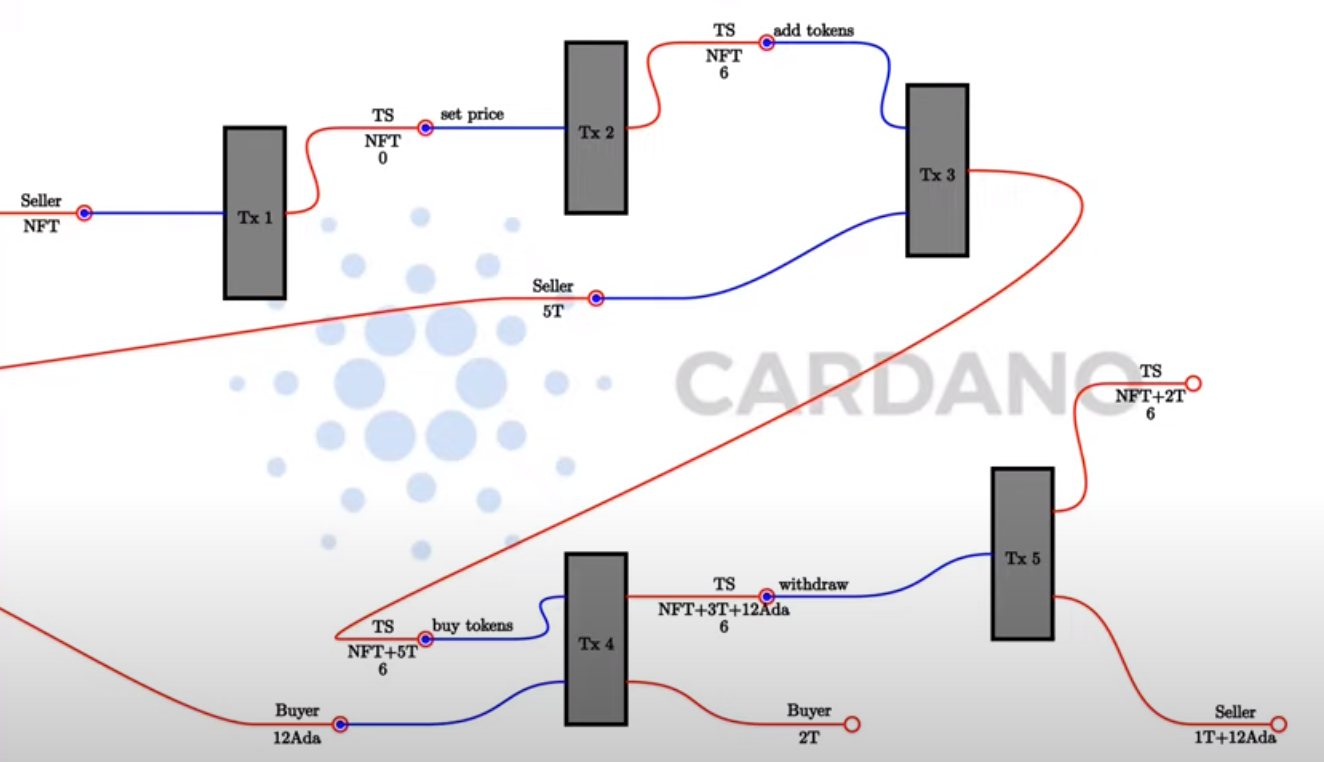 TS
NFT
6
add tokens
TS
NFT
0
set price
Tx 2
Tx 3
Seller
NFT
Tx 1
Seller
5T
CARDANO
TS
NFT+2T
6
TS
NFT+5T
6
buy tokens
Tx 4
TS
NFT+3T+12Ada
6
withdraw
Tx 5
Buyer
12Ada
Buyer
2T
Seller
1T+12Ada